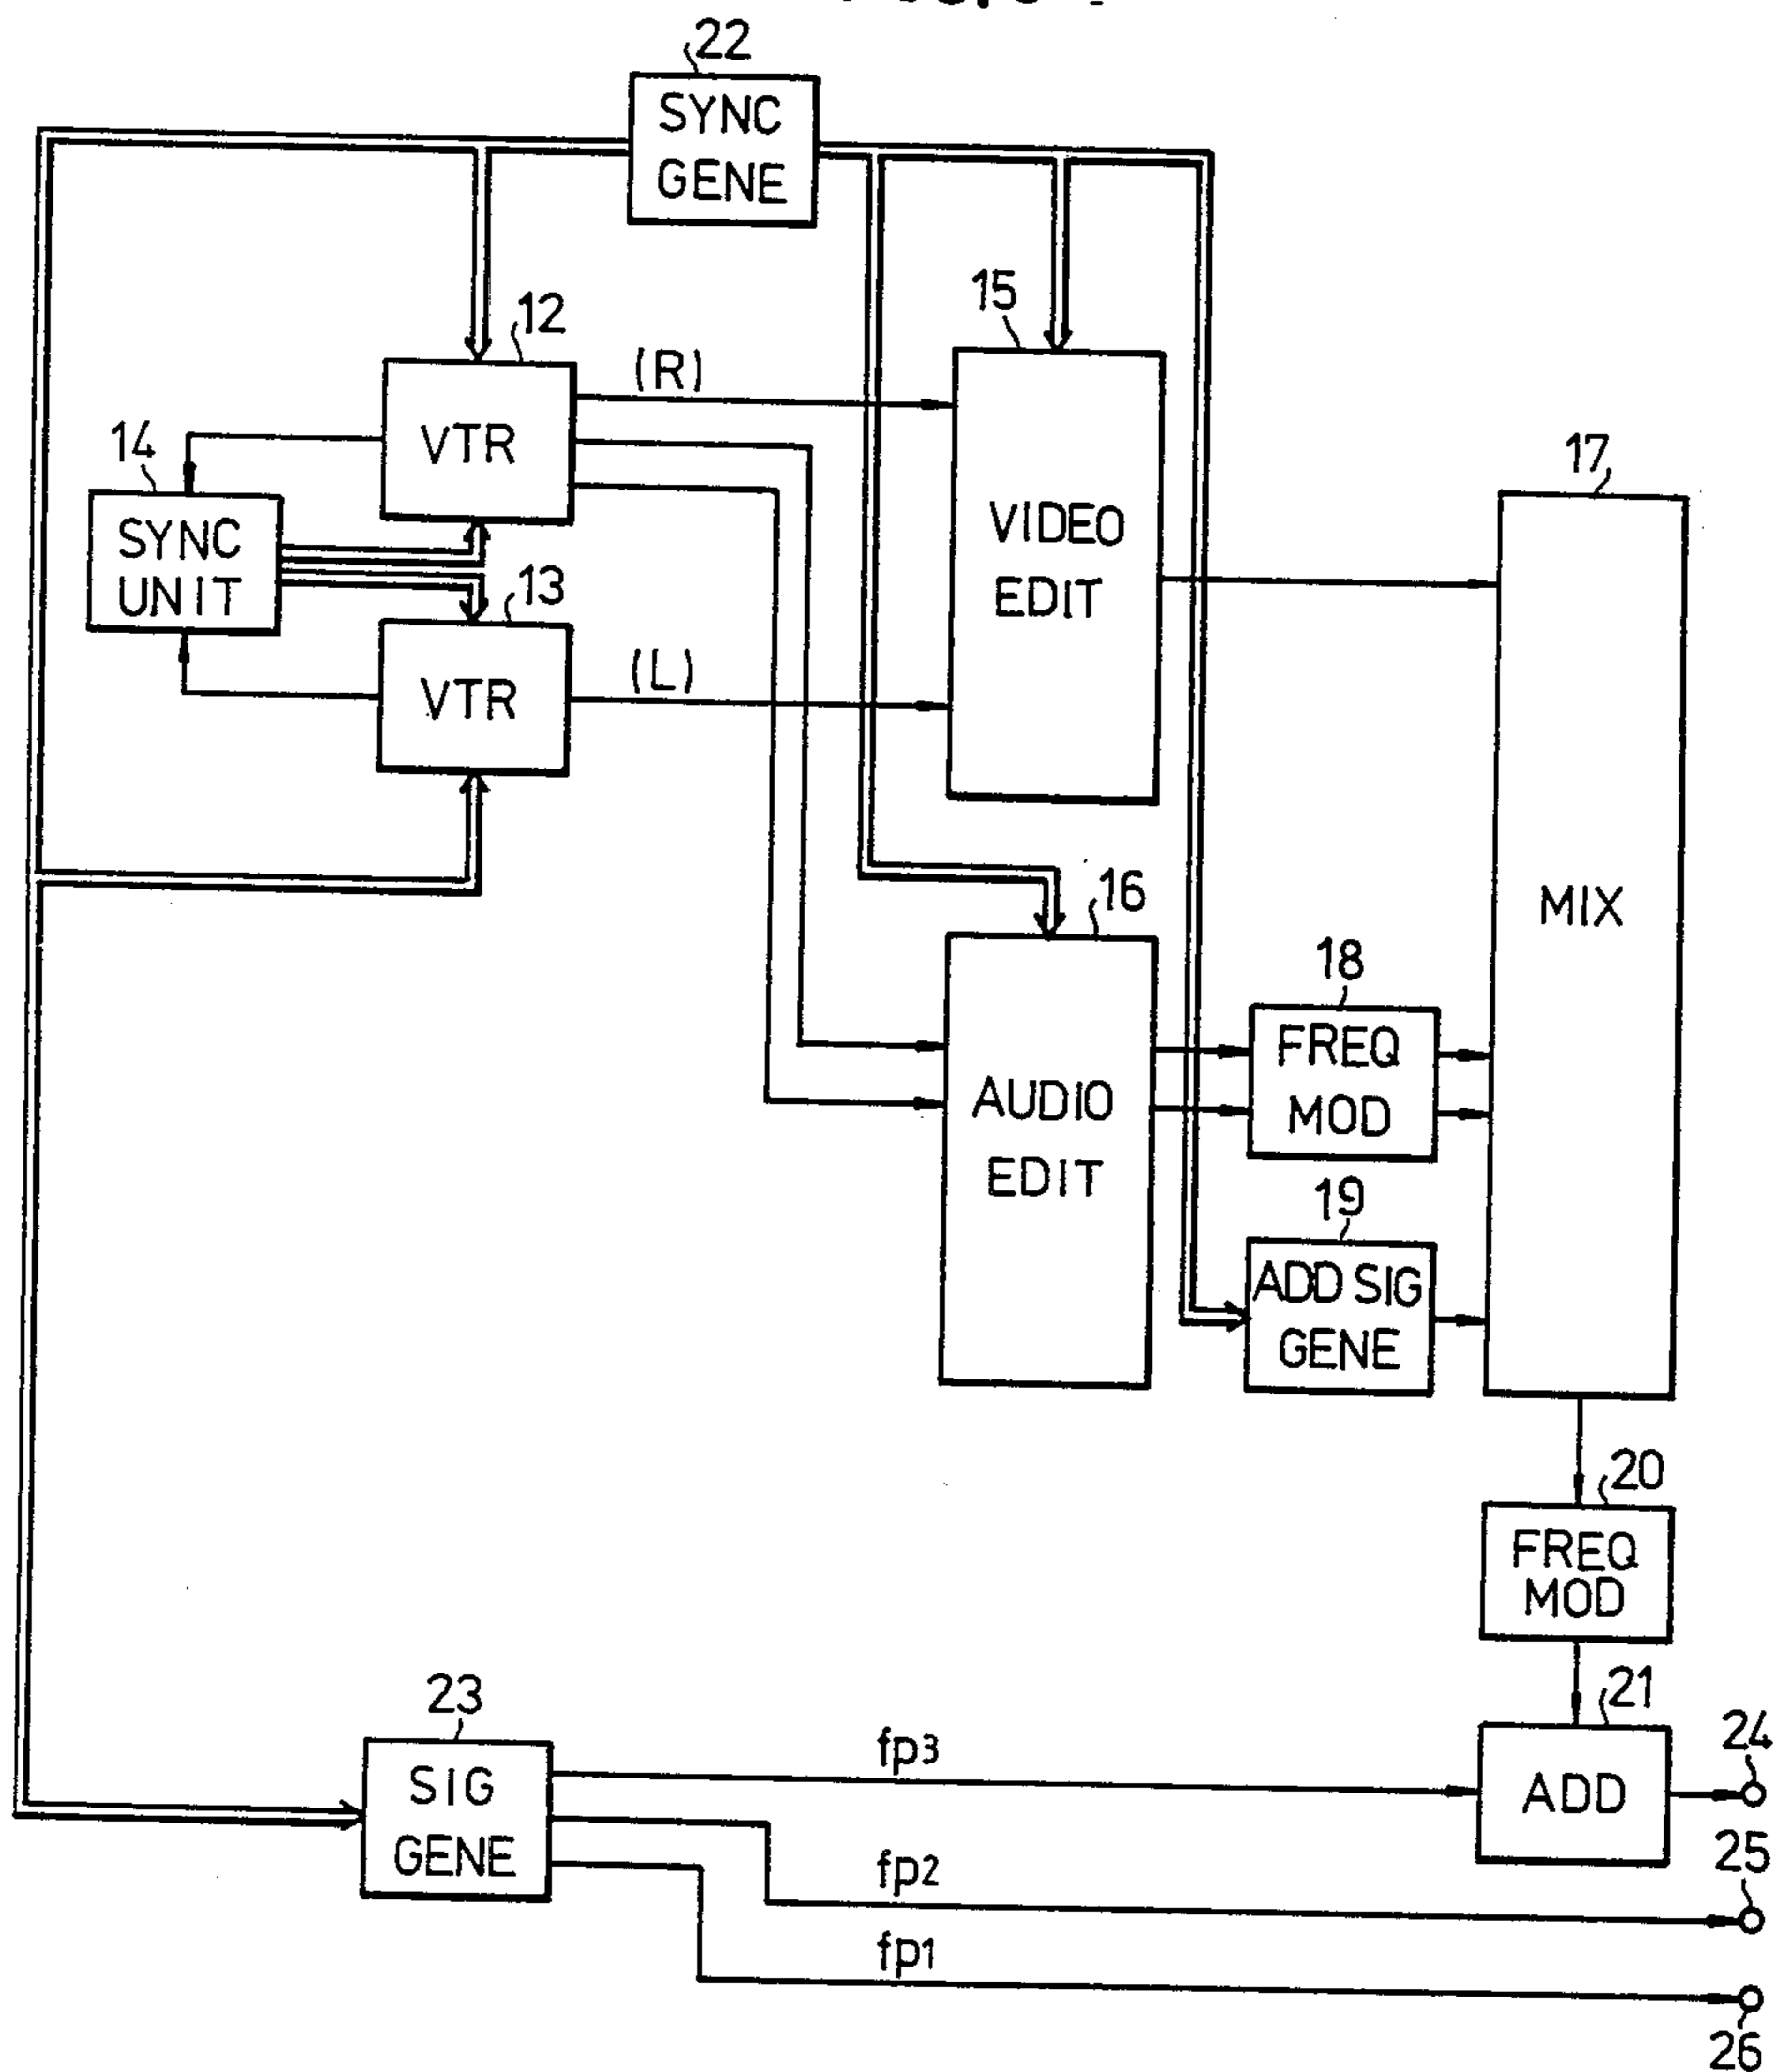 22
SYNC
GENE
12
15
(R)
14
VTR
17
SYNC
UNIT
VIDEO
EDIT
13
(L)
VTR
16
MIX
18
FREQ
MOD
AUDIO
EDIT
19
ADD SIG
GENE
20
FREQ
MOD
23
21
24
fp3
SIG
GENE
ADD
25
fp2
fp1
26